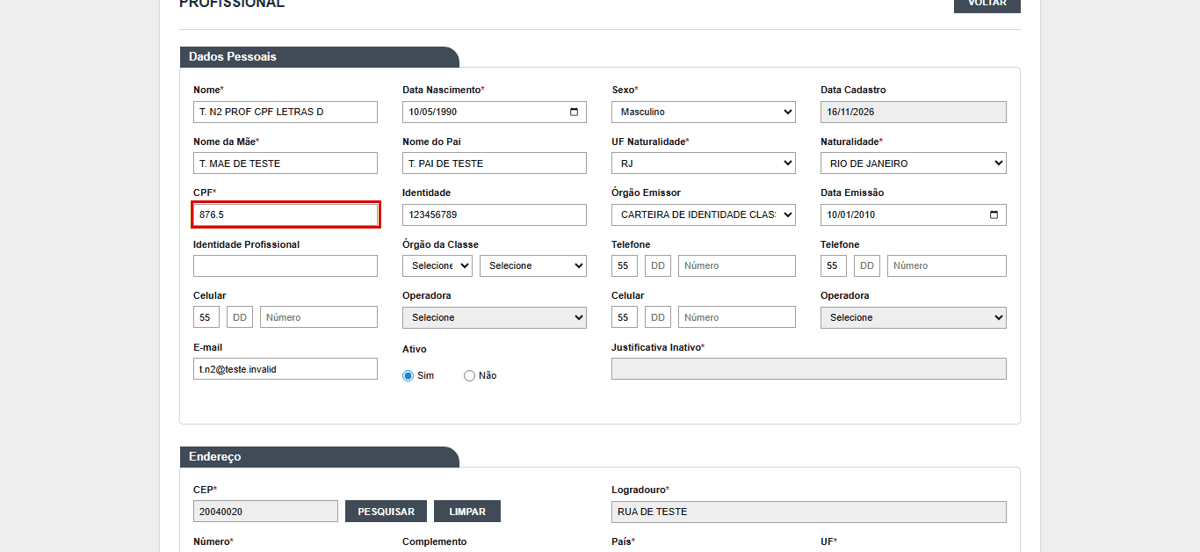 PROFISSIONAL VOLTAR
Dados Pessoais
Nome* Data Nascimento* Sexo* Data Cadastro
T. N2 PROF CPF LETRAS D 10/05/1990 Masculino 16/11/2026
Nome da Mãe* Nome do Pai UF Naturalidade* Naturalidade*
T. MAE DE TESTE T. PAI DE TESTE RJ RIO DE JANEIRO
CPF* Identidade Órgão Emissor Data Emissão
876.5 123456789 CARTEIRA DE IDENTIDADE CLAS 10/01/2010
Identidade Profissional Órgão da Classe Telefone Telefone
Selecione Selecione 55 DD Número 55 DD Número
Celular Operadora Celular Operadora
55 DD Número Selecione 55 DD Número Selecione
E-mail Ativo Justificativa Inativo*
t.n2@teste.invalid Sim Não
Endereço
CEP* Logradouro*
20040020 PESQUISAR LIMPAR RUA DE TESTE
Número* Complemento País* UF*